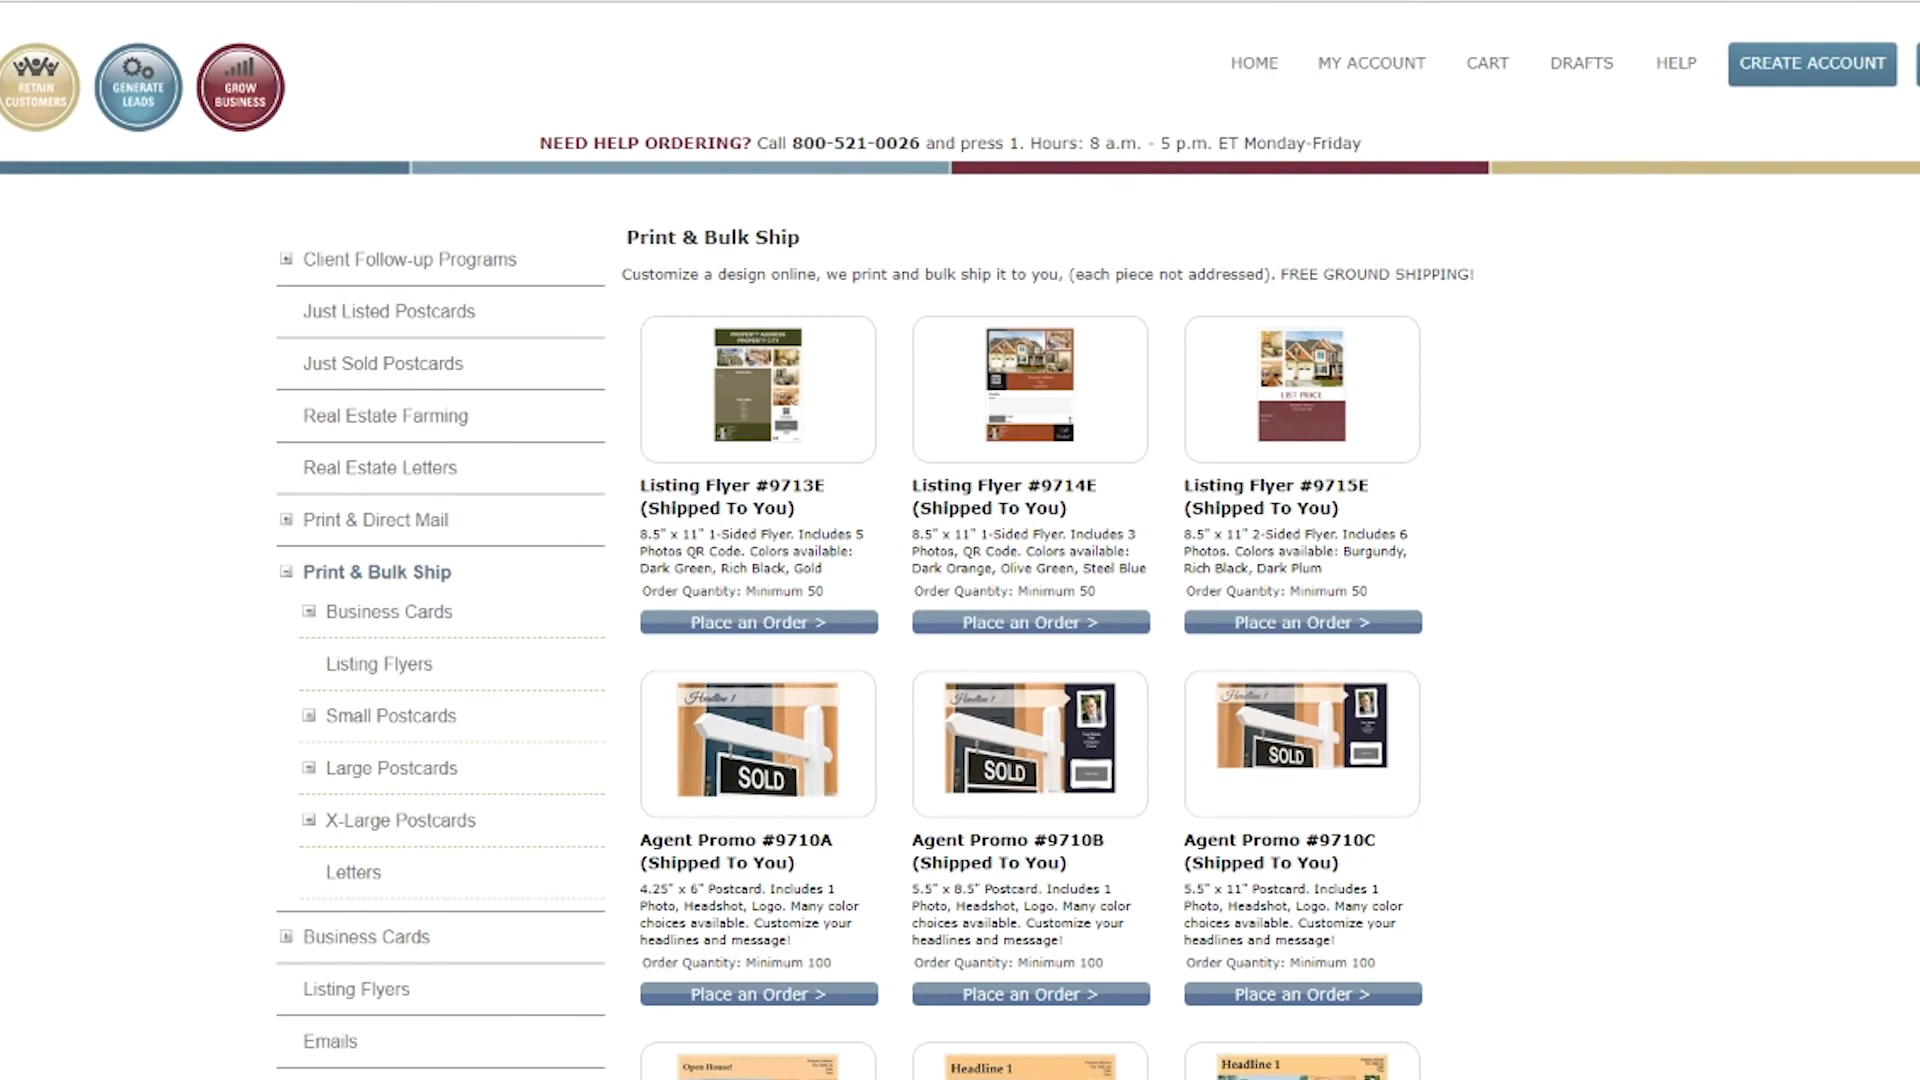 RETAIN
CUSTOMERS
GENERATE
LEADS
GROW
BUSINESS
HOME
MY ACCOUNT
CART
DRAFTS
HELP
CREATE ACCOUNT
NEED HELP ORDERING? Call 800-521-0026 and press 1. Hours: 8 a.m. - 5 p.m. ET Monday-Friday
Client Follow-up Programs
Just Listed Postcards
Just Sold Postcards
Real Estate Farming
Real Estate Letters
Print & Direct Mail
Print & Bulk Ship
Business Cards
Listing Flyers
Small Postcards
Large Postcards
X-Large Postcards
Letters
Business Cards
Listing Flyers
Emails
Print & Bulk Ship
Customize a design online, we print and bulk ship it to you, (each piece not addressed). FREE GROUND SHIPPING!
PROPERTY ADDRESS
PROPERTY CITY
Listing Flyer #9713E
(Shipped To You)
8.5" x 11" 1-Sided Flyer. Includes 5
Photos QR Code. Colors available:
Dark Green, Rich Black, Gold
Order Quantity: Minimum 50
Place an Order >
Listing Flyer #9714E
(Shipped To You)
8.5" x 11" 1-Sided Flyer. Includes 3
Photos, QR Code. Colors available:
Dark Orange, Olive Green, Steel Blue
Order Quantity: Minimum 50
Place an Order >
LIST PRICE
Listing Flyer #9715E
(Shipped To You)
8.5" x 11" 2-Sided Flyer. Includes 6
Photos. Colors available: Burgundy,
Rich Black, Dark Plum
Order Quantity: Minimum 50
Place an Order >
Headline 1
SOLD
Agent Promo #9710A
(Shipped To You)
4.25" x 6" Postcard. Includes 1
Photo, Headshot, Logo. Many color
choices available. Customize your
headlines and message!
Order Quantity: Minimum 100
Place an Order >
Headline 1
SOLD
Agent Promo #9710B
(Shipped To You)
5.5" x 8.5" Postcard. Includes 1
Photo, Headshot, Logo. Many color
choices available. Customize your
headlines and message!
Order Quantity: Minimum 100
Place an Order >
Headline 1
SOLD
Agent Promo #9710C
(Shipped To You)
5.5" x 11" Postcard. Includes 1
Photo, Headshot, Logo. Many color
choices available. Customize your
headlines and message!
Order Quantity: Minimum 100
Place an Order >
Open House!
Headline 1
Headline 1